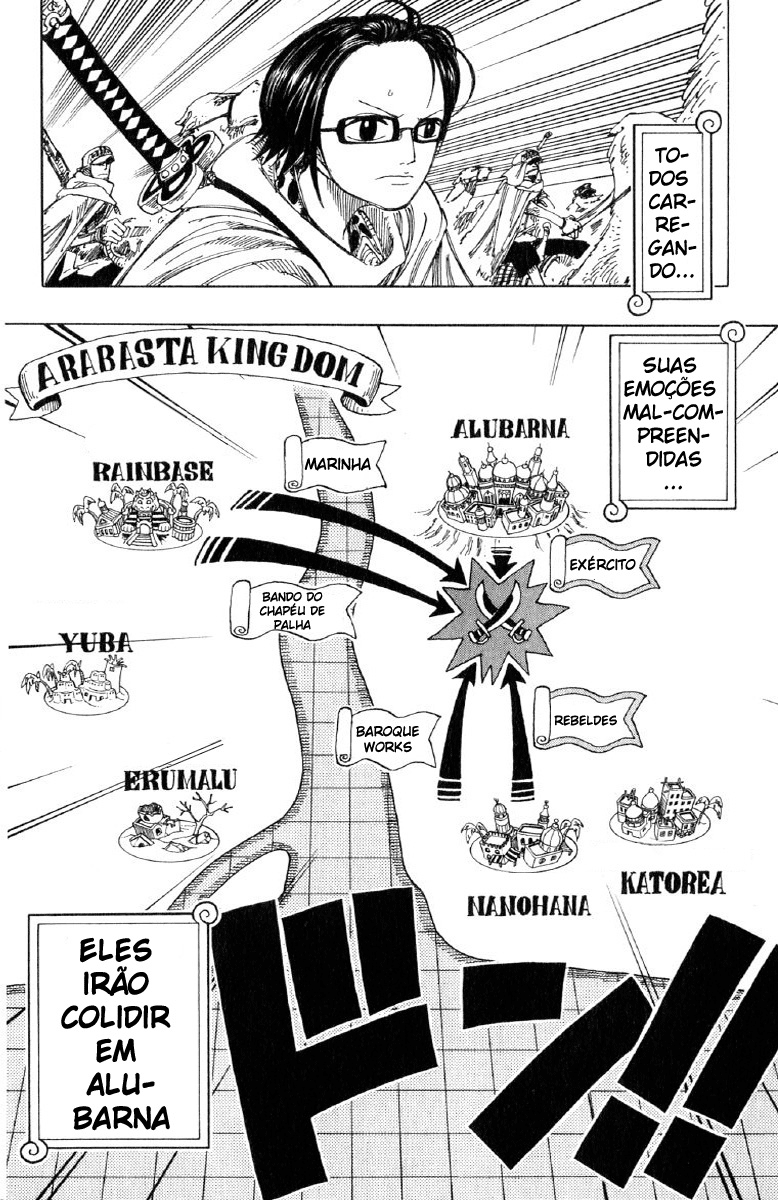 TO-
DOS
CAR-
RE-
GAN-
DO...
SUAS
EMOÇÕES
MAL-COM-
PREEN-
DIDAS
...
ARABASTA KINGDOM
ALUBARNA
MARINHA
RAINBASE
EXÉRCITO
BANDO DO
CHAPÉU DE
PALHA
YUBA
BAROQUE
WORKS
REBELDES
ERUMALU
KATOREA
NANOHANA
ELES
IRÃO
COLIDIR
EM
ALU-
BARNA
ドン!!